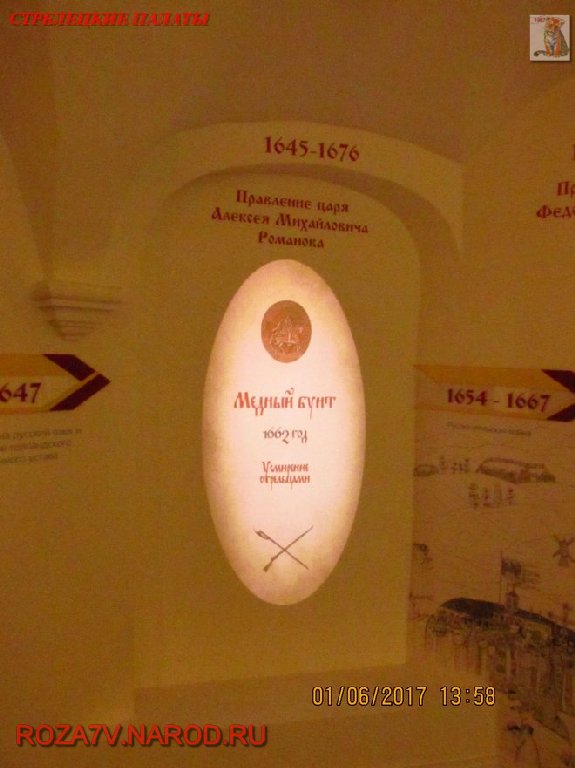 СТРЕЛЕЦКИЕ ПАЛАТЫ
1645-1676
Правление царя
Алексея Михайловича
Романова
Медный бунт
1662 год
Усмирение
стрельцами
1647
1654 - 1667
01/06/2017 13:58
ROZA7V.NAROD.RU